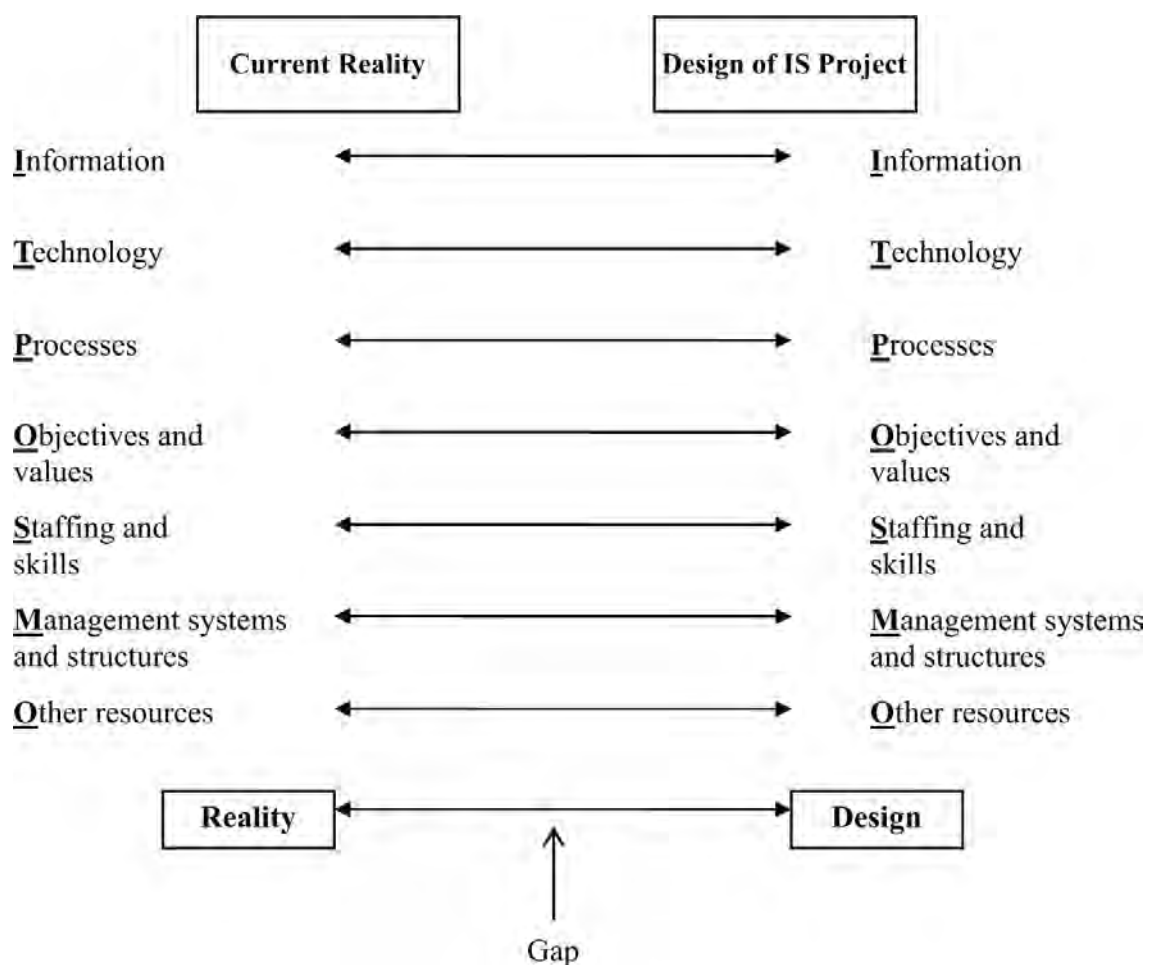 Current Reality
Design of IS Project
Information
Information
Technology
Technology
Processes
Processes
Objectives and
values
Objectives and
values
Staffing and
skills
Staffing and
skills
Management systems
and structures
Management systems
and structures
Other resources
Other resources
Reality
Design
Gap